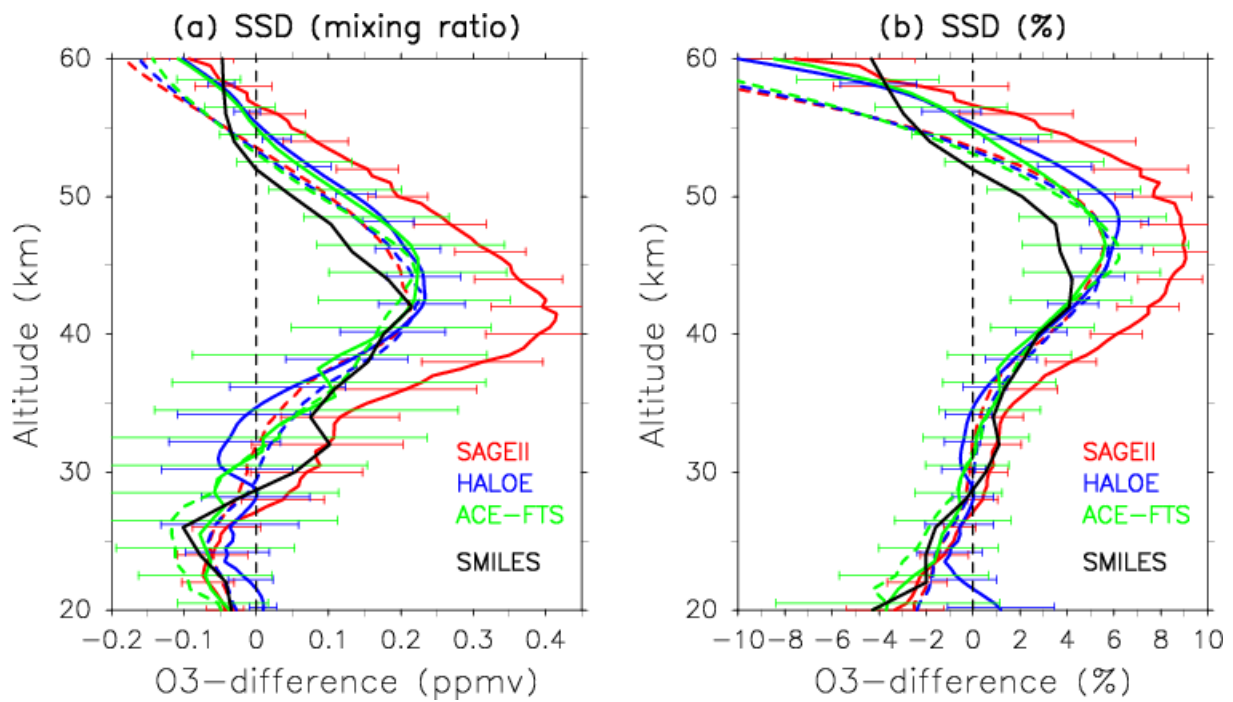 (a) SSD (mixing ratio)
60
50
40
30
20
Altitude (km)
SAGEII
HALOE
ACE-FTS
SMILES
-0.2 -0.1 0 0.1 0.2 0.3 0.4
O3-difference (ppmv)
(b) SSD (%)
60
50
40
30
20
Altitude (km)
SAGEII
HALOE
ACE-FTS
SMILES
-10 -8 -6 -4 -2 0 2 4 6 8 10
O3-difference (%)